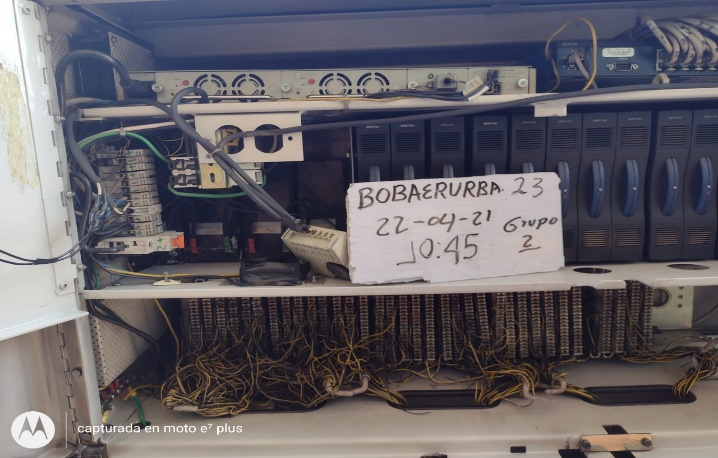 BOBAERURBA 23
22-04-21 Grupo
10:45 2
capturada en moto e⁷ plus